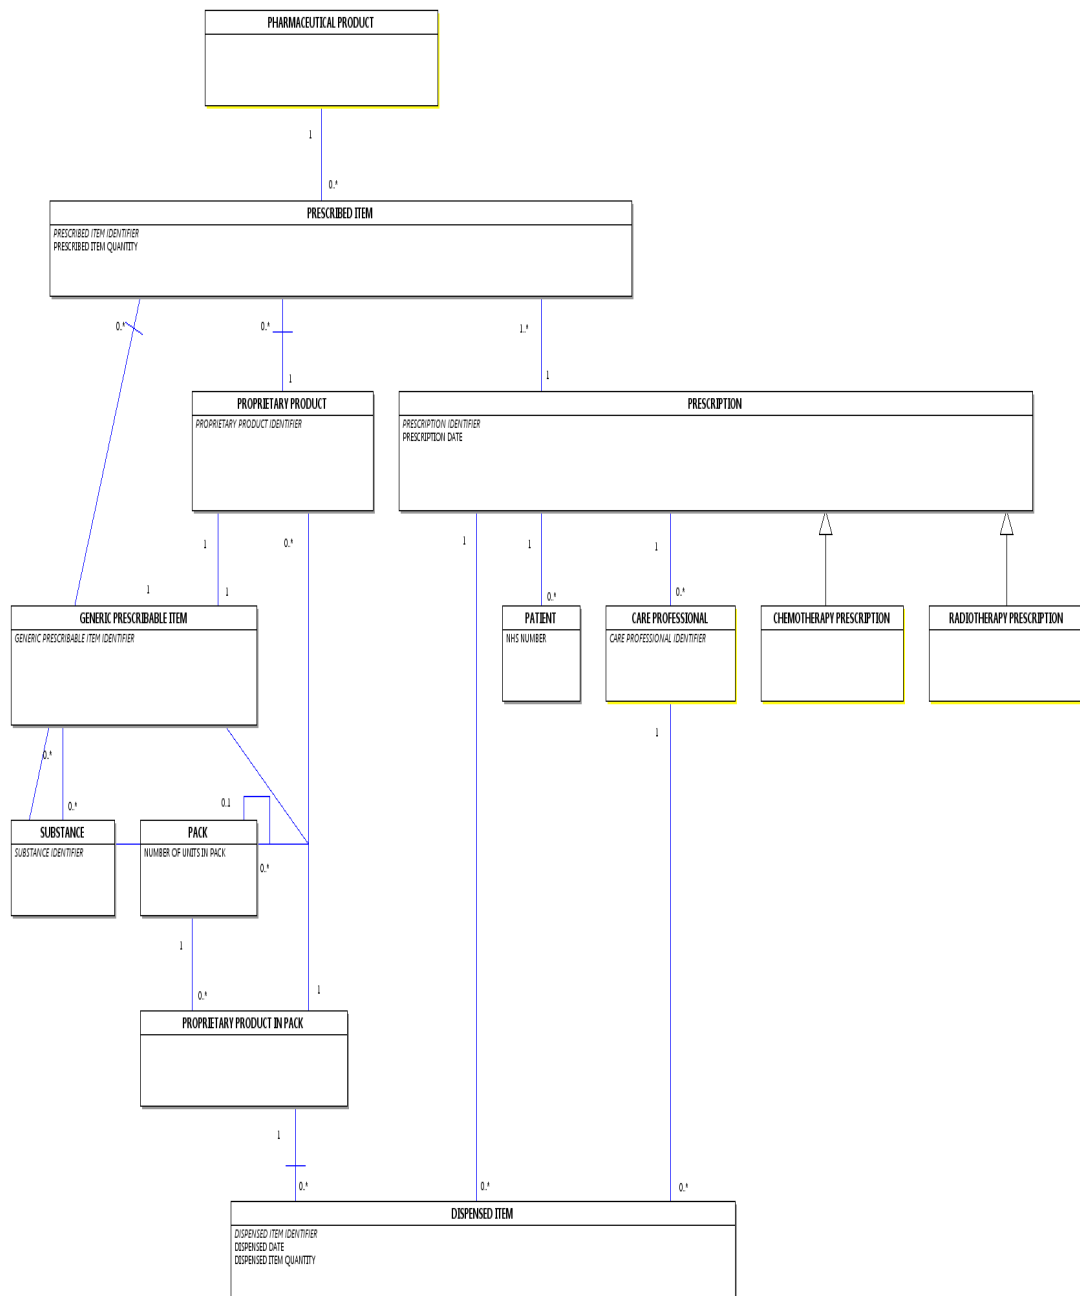 PHARMACEUTICAL PRODUCT
1
0..*
PRESCRIBED ITEM
PRESCRIBED ITEM IDENTIFIER
PRESCRIBED ITEM QUANTITY
0..*
0..*
1..*
1
1
PROPRIETARY PRODUCT
PRESCRIPTION
PROPRIETARY PRODUCT IDENTIFIER
PRESCRIPTION IDENTIFIER
PRESCRIPTION DATE
1
0..*
1
1
1
1
1
0..*
0..*
GENERIC PRESCRIBABLE ITEM
PATIENT
CARE PROFESSIONAL
CHEMOTHERAPY PRESCRIPTION
RADIOTHERAPY PRESCRIPTION
GENERIC PRESCRIBABLE ITEM IDENTIFIER
NHS NUMBER
CARE PROFESSIONAL IDENTIFIER
1
0..*
0..*
0..1
SUBSTANCE
PACK
SUBSTANCE IDENTIFIER
NUMBER OF UNITS IN PACK
0..*
1
0..*
1
PROPRIETARY PRODUCT IN PACK
1
0..*
0..*
0..*
DISPENSED ITEM
DISPENSED ITEM IDENTIFIER
DISPENSED DATE
DISPENSED ITEM QUANTITY